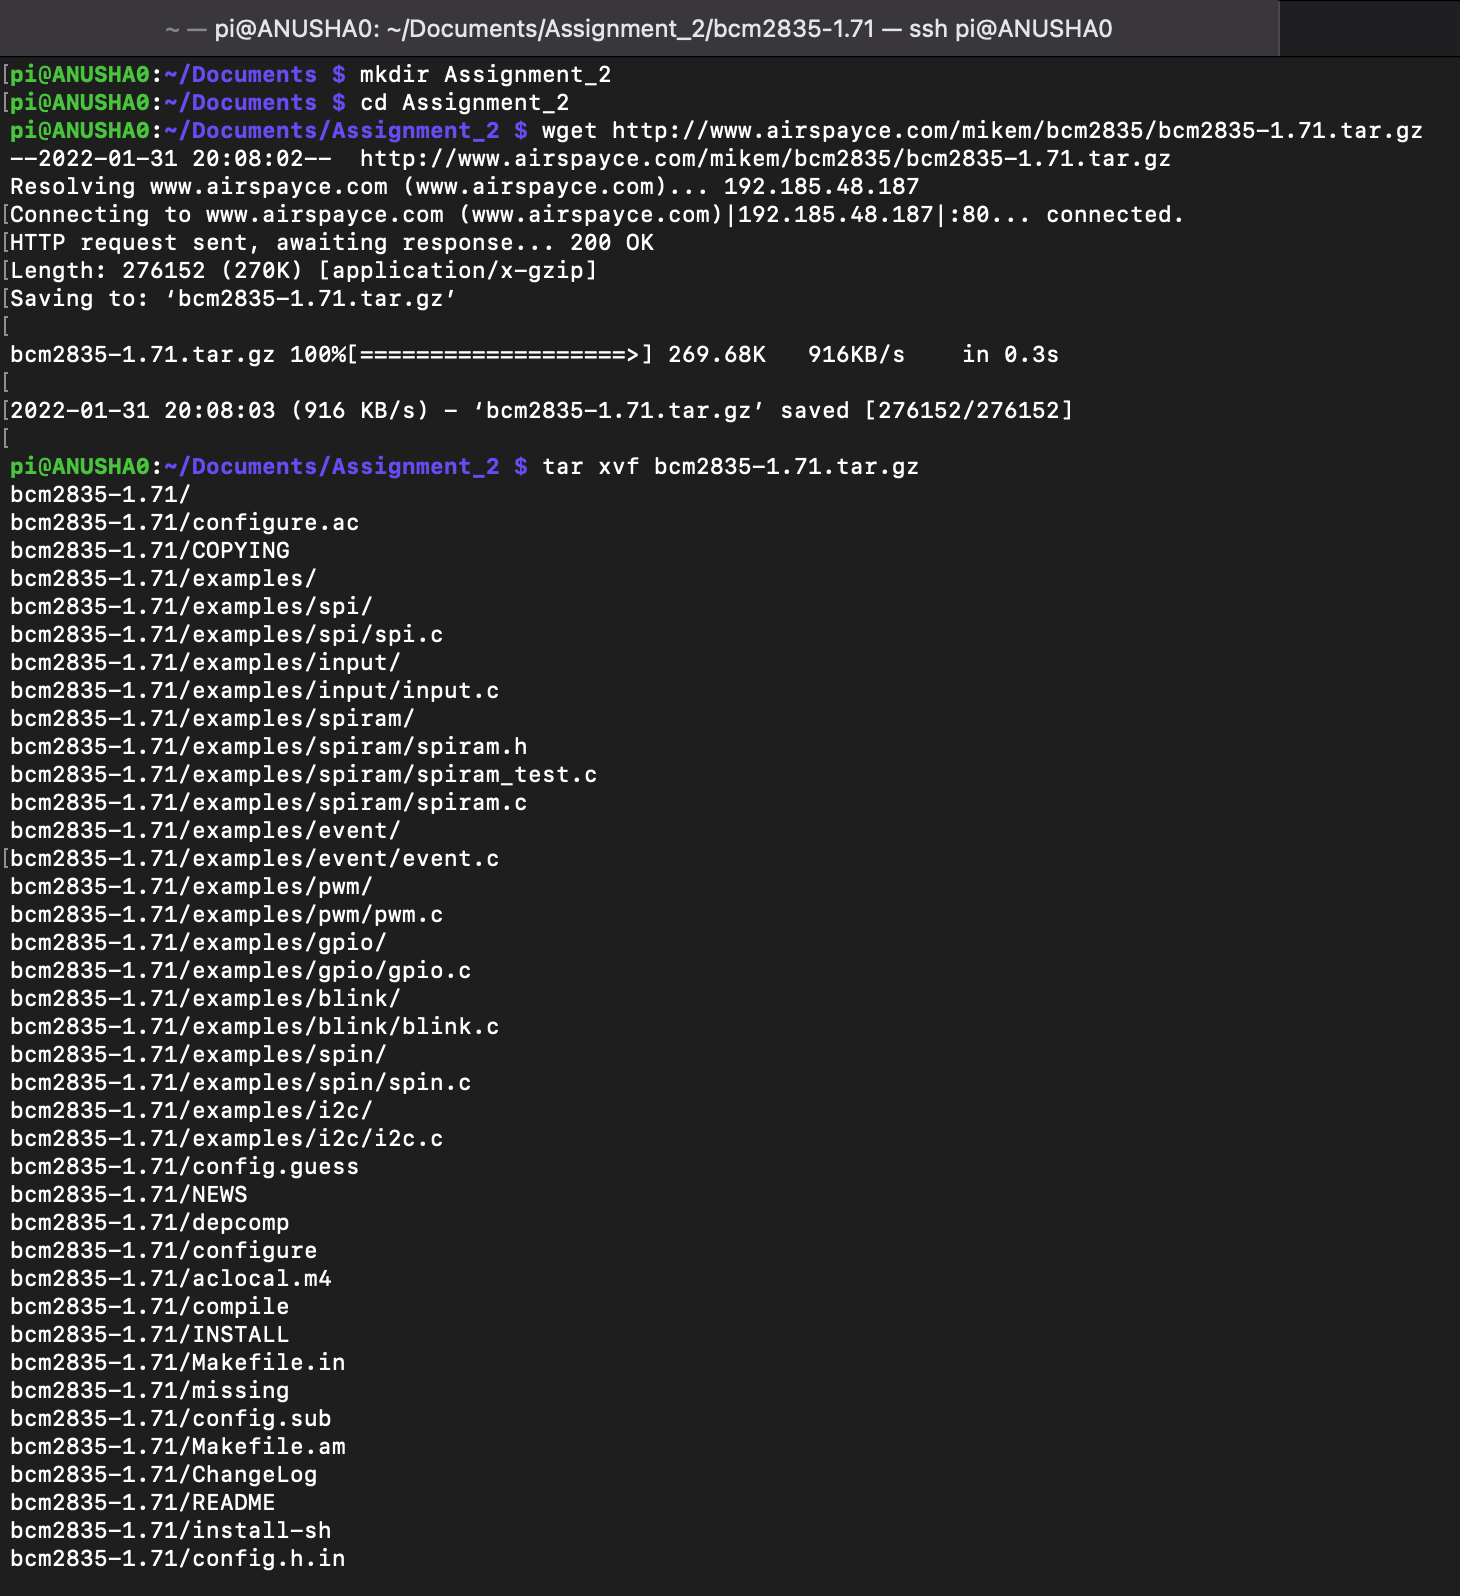 ~ — pi@ANUSHA0: ~/Documents/Assignment_2/bcm2835-1.71 — ssh pi@ANUSHA0
[pi@ANUSHA0:~/Documents $ mkdir Assignment_2
[pi@ANUSHA0:~/Documents $ cd Assignment_2
pi@ANUSHA0:~/Documents/Assignment_2 $ wget http://www.airspayce.com/mikem/bcm2835/bcm2835-1.71.tar.gz
--2022-01-31 20:08:02--  http://www.airspayce.com/mikem/bcm2835/bcm2835-1.71.tar.gz
Resolving www.airspayce.com (www.airspayce.com)... 192.185.48.187
[Connecting to www.airspayce.com (www.airspayce.com)|192.185.48.187|:80... connected.
[HTTP request sent, awaiting response... 200 OK
[Length: 276152 (270K) [application/x-gzip]
[Saving to: ‘bcm2835-1.71.tar.gz’
[
bcm2835-1.71.tar.gz 100%[===================>] 269.68K   916KB/s    in 0.3s
[
[2022-01-31 20:08:03 (916 KB/s) - ‘bcm2835-1.71.tar.gz’ saved [276152/276152]
[
pi@ANUSHA0:~/Documents/Assignment_2 $ tar xvf bcm2835-1.71.tar.gz
bcm2835-1.71/
bcm2835-1.71/configure.ac
bcm2835-1.71/COPYING
bcm2835-1.71/examples/
bcm2835-1.71/examples/spi/
bcm2835-1.71/examples/spi/spi.c
bcm2835-1.71/examples/input/
bcm2835-1.71/examples/input/input.c
bcm2835-1.71/examples/spiram/
bcm2835-1.71/examples/spiram/spiram.h
bcm2835-1.71/examples/spiram/spiram_test.c
bcm2835-1.71/examples/spiram/spiram.c
bcm2835-1.71/examples/event/
[bcm2835-1.71/examples/event/event.c
bcm2835-1.71/examples/pwm/
bcm2835-1.71/examples/pwm/pwm.c
bcm2835-1.71/examples/gpio/
bcm2835-1.71/examples/gpio/gpio.c
bcm2835-1.71/examples/blink/
bcm2835-1.71/examples/blink/blink.c
bcm2835-1.71/examples/spin/
bcm2835-1.71/examples/spin/spin.c
bcm2835-1.71/examples/i2c/
bcm2835-1.71/examples/i2c/i2c.c
bcm2835-1.71/config.guess
bcm2835-1.71/NEWS
bcm2835-1.71/depcomp
bcm2835-1.71/configure
bcm2835-1.71/aclocal.m4
bcm2835-1.71/compile
bcm2835-1.71/INSTALL
bcm2835-1.71/Makefile.in
bcm2835-1.71/missing
bcm2835-1.71/config.sub
bcm2835-1.71/Makefile.am
bcm2835-1.71/ChangeLog
bcm2835-1.71/README
bcm2835-1.71/install-sh
bcm2835-1.71/config.h.in